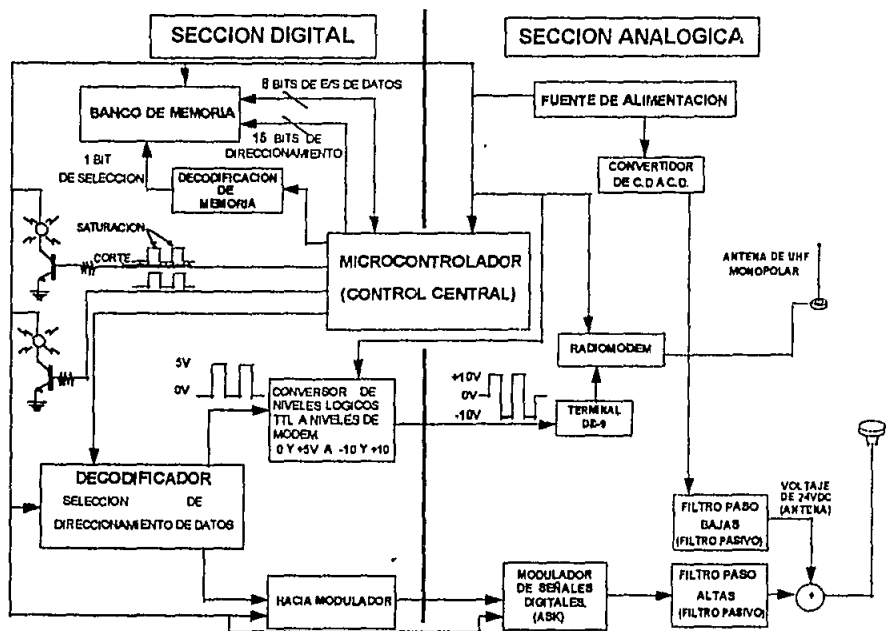 SECCION DIGITAL
SECCION ANALOGICA
BANCO DE MEMORIA
8 BITS DE E/S DE DATOS
15 BITS DE
DIRECCIONAMIENTO
1 BIT
DE SELECCION
DECODIFICACION
DE
MEMORIA
FUENTE DE ALIMENTACION
CONVERTIDOR
DE C.D A C.D.
SATURACION
CORTE
MICROCONTROLADOR
(CONTROL CENTRAL)
ANTENA DE UHF
MONOPOLAR
RADIOMODEM
5V
0V
CONVERSOR DE
NIVELES LOGICOS
TTL A NIVELES DE
MODEM.
0 Y +5V A -10 Y +10
+10V
0V
-10V
TERMINAL
DE-9
DECODIFICADOR
SELECCION DE
DIRECCIONAMIENTO DE DATOS
FILTRO PASO
BAJAS
(FILTRO PASIVO)
VOLTAJE
DE 24VDC
(ANTENA)
HACIA MODULADOR
MODULADOR
DE SEÑALES
DIGITALES,
(ASK)
FILTRO PASO
ALTAS
(FILTRO PASIVO)
+